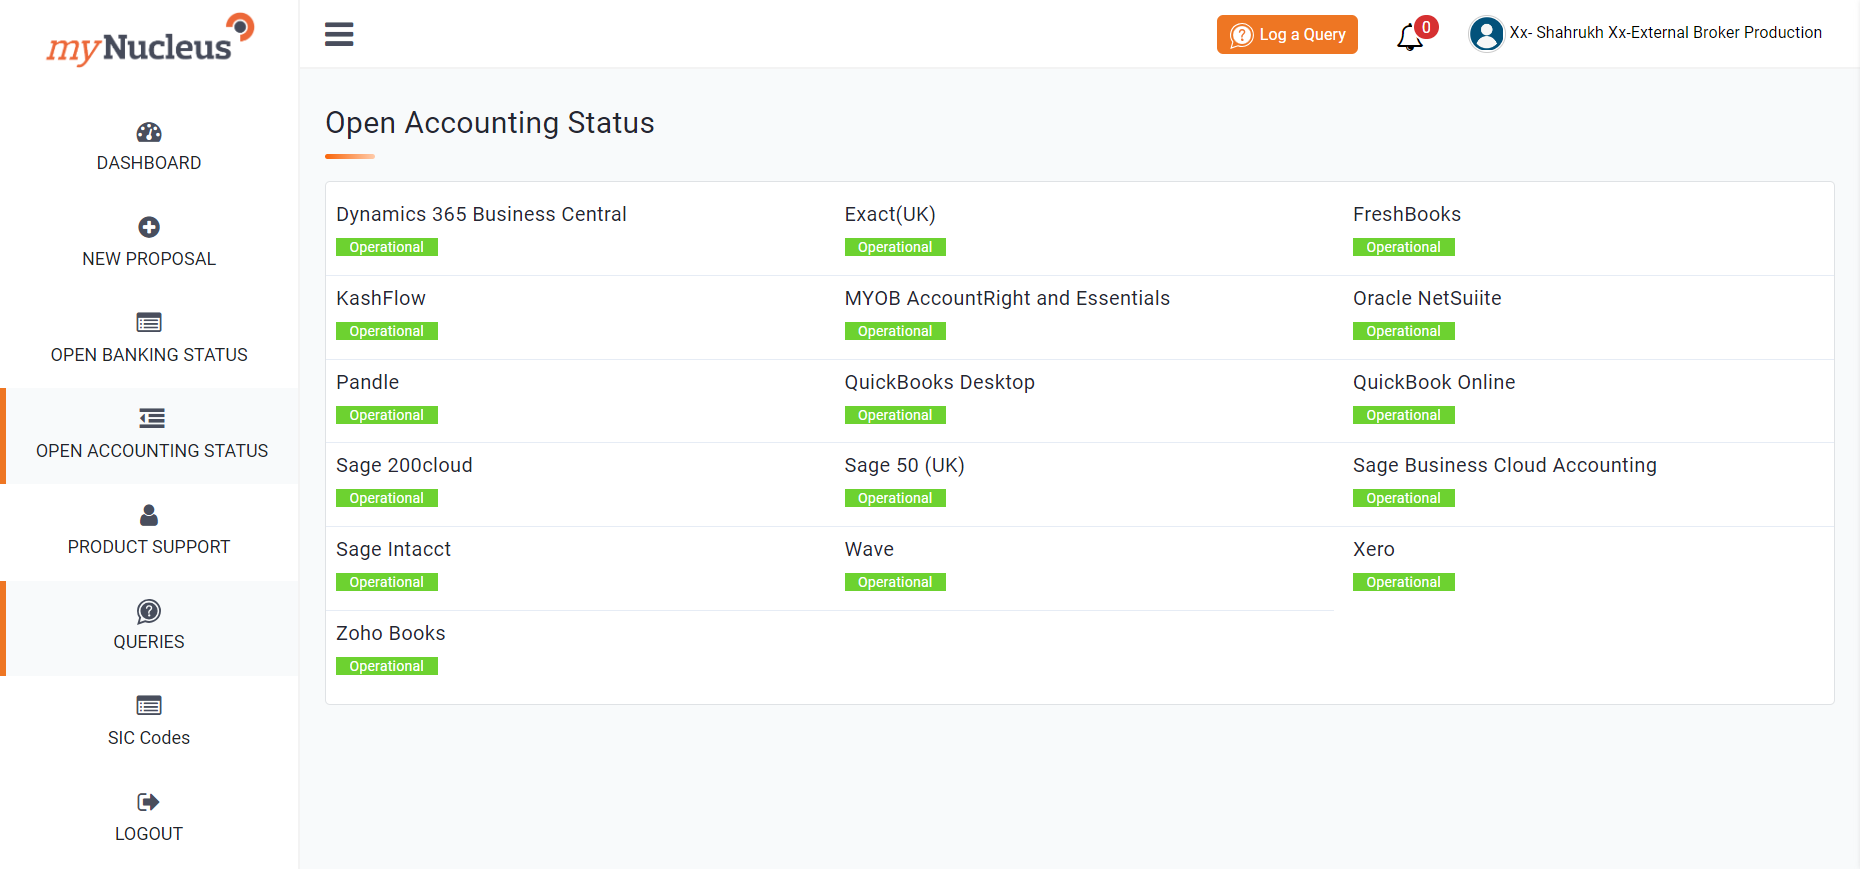 myNucleus
Log a Query
0
Xx- Shahrukh Xx-External Broker Production
DASHBOARD
NEW PROPOSAL
OPEN BANKING STATUS
OPEN ACCOUNTING STATUS
PRODUCT SUPPORT
QUERIES
SIC Codes
LOGOUT
Open Accounting Status
Dynamics 365 Business Central
Operational
Exact(UK)
Operational
FreshBooks
Operational
KashFlow
Operational
MYOB AccountRight and Essentials
Operational
Oracle NetSuiite
Operational
Pandle
Operational
QuickBooks Desktop
Operational
QuickBook Online
Operational
Sage 200cloud
Operational
Sage 50 (UK)
Operational
Sage Business Cloud Accounting
Operational
Sage Intacct
Operational
Wave
Operational
Xero
Operational
Zoho Books
Operational